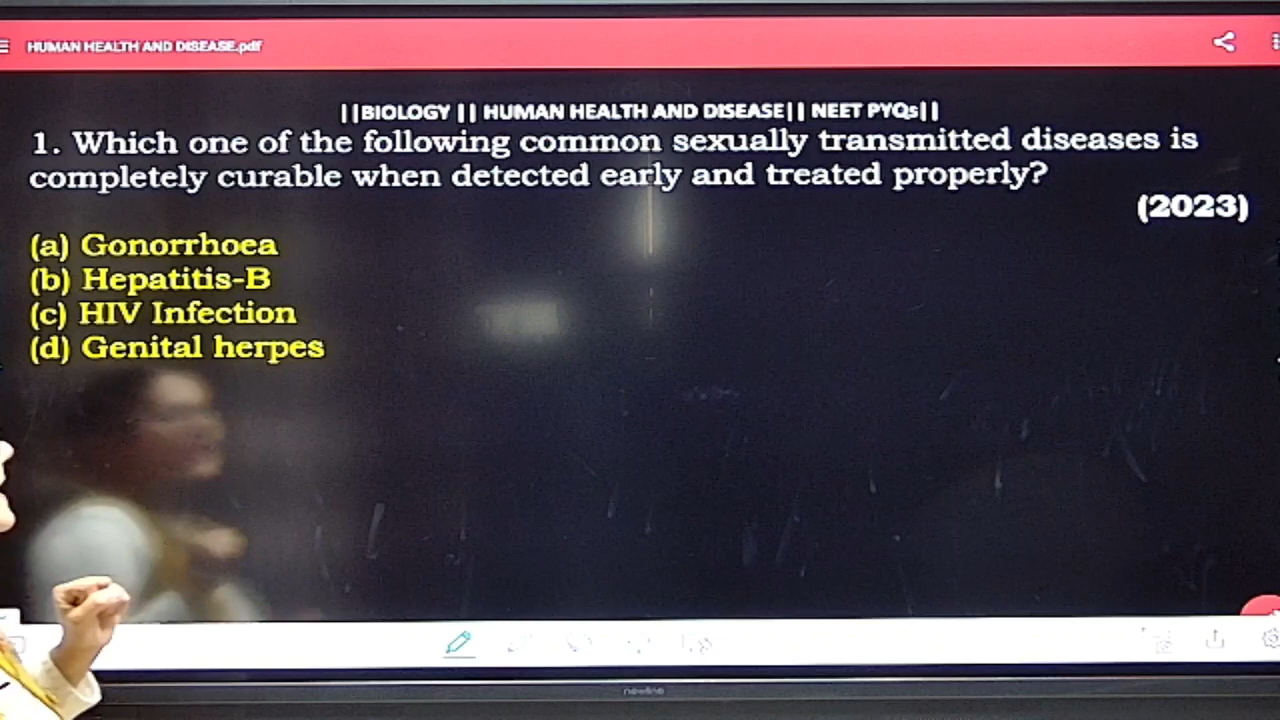 HUMAN HEALTH AND DISEASE.pdf
||BIOLOGY || HUMAN HEALTH AND DISEASE|| NEET PYQs||
1. Which one of the following common sexually transmitted diseases is
completely curable when detected early and treated properly?
(2023)
(a) Gonorrhoea
(b) Hepatitis-B
(c) HIV Infection
(d) Genital herpes
newline